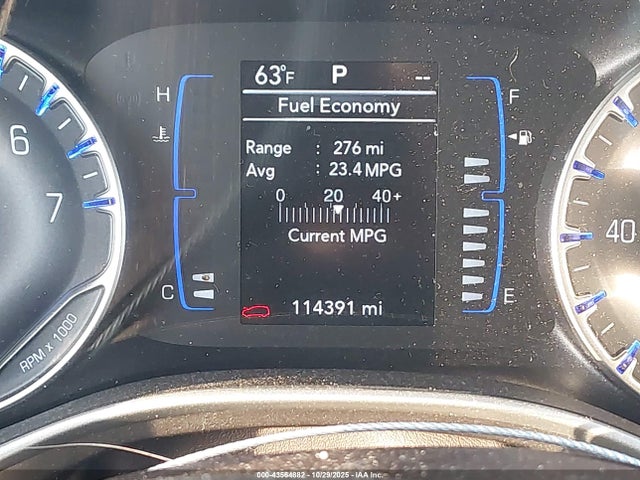 63°F P --
H
F
Fuel Economy
Range : 276 mi
Avg : 23.4 MPG
0 20 40+
Current MPG
C
E
114391 mi
6
7
RPM x 1000
40
000-43564882 | 10/29/2025 | IAA Inc.